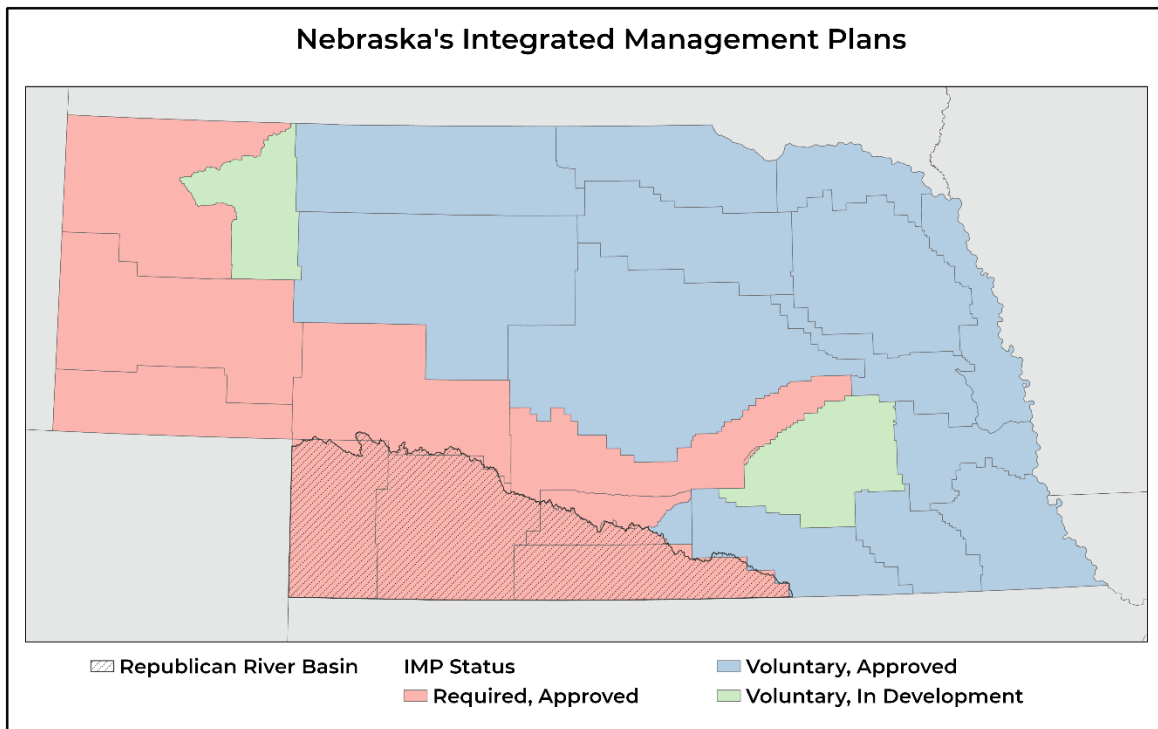 Nebraska's Integrated Management Plans
Republican River Basin
IMP Status
Required, Approved
Voluntary, Approved
Voluntary, In Development